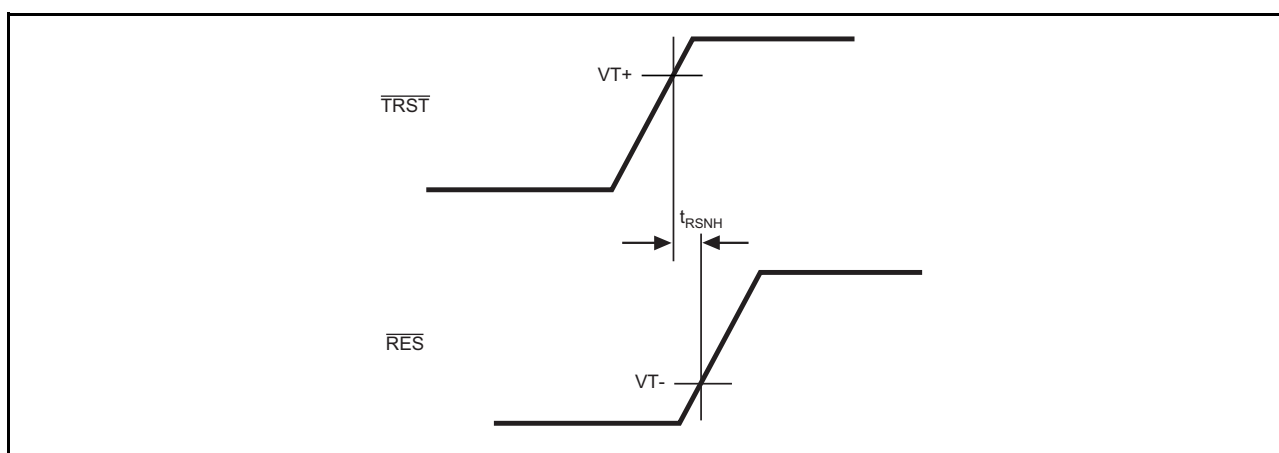 VT+
TRST
tRSNH
RES
VT-